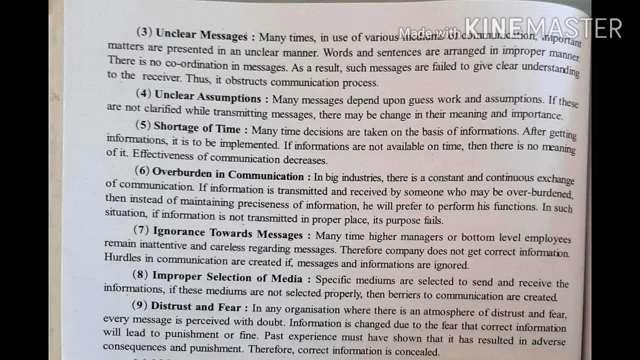 Made with KINEMASTER
(3) Unclear Messages : Many times, in use of various mediums of communication, important
matters are presented in an unclear manner. Words and sentences are arranged in improper manner.
There is no co-ordination in messages. As a result, such messages are failed to give clear understanding
to the receiver. Thus, it obstructs communication process.
(4) Unclear Assumptions : Many messages depend upon guess work and assumptions. If these
are not clarified while transmitting messages, there may be change in their meaning and importance.
(5) Shortage of Time : Many time decisions are taken on the basis of informations. After getting
informations, it is to be implemented. If informations are not available on time, then there is no meaning
of it. Effectiveness of communication decreases.
(6) Overburden in Communication : In big industries, there is a constant and continuous exchange
of communication. If information is transmitted and received by someone who may be over-burdened,
then instead of maintaining preciseness of information, he will prefer to perform his functions. In such
situation, if information is not transmitted in proper place, its purpose fails.
(7) Ignorance Towards Messages : Many time higher managers or bottom level employees
remain inattentive and careless regarding messages. Therefore company does not get correct information.
Hurdles in communication are created if, messages and informations are ignored.
(8) Improper Selection of Media : Specific mediums are selected to send and receive the
informations, if these mediums are not selected properly, then berriers to communication are created.
(9) Distrust and Fear : In any organisation where there is an atmosphere of distrust and fear,
every message is perceived with doubt. Information is changed due to the fear that correct information
will lead to punishment or fine. Past experience must have shown that it has resulted in adverse
consequences and punishment. Therefore, correct information is concealed.